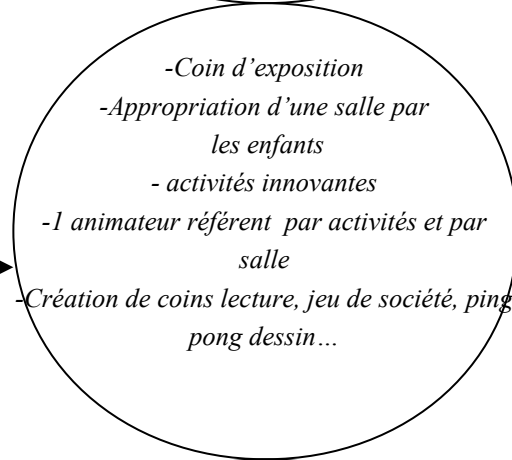 -Coin d’exposition
-Appropriation d’une salle par
les enfants
- activités innovantes
-1 animateur référent  par activités et par
salle
-Création de coins lecture, jeu de société, ping
pong dessin…